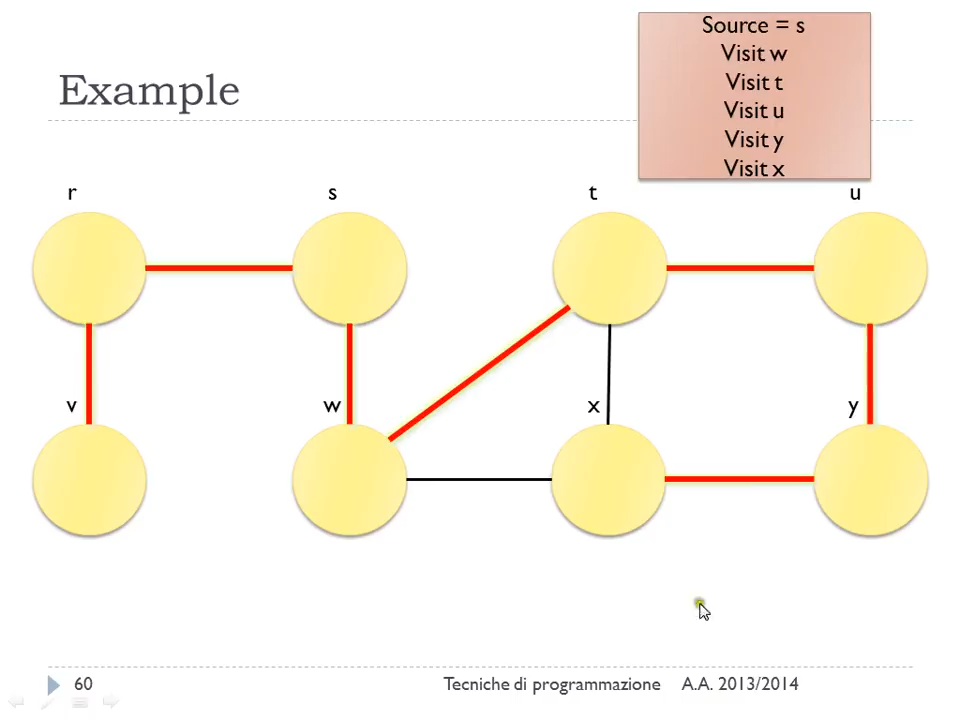 Source = s
Visit w
Visit t
Visit u
Visit y
Visit x
Example
r s t u
v w x y
60 Tecniche di programmazione A.A. 2013/2014